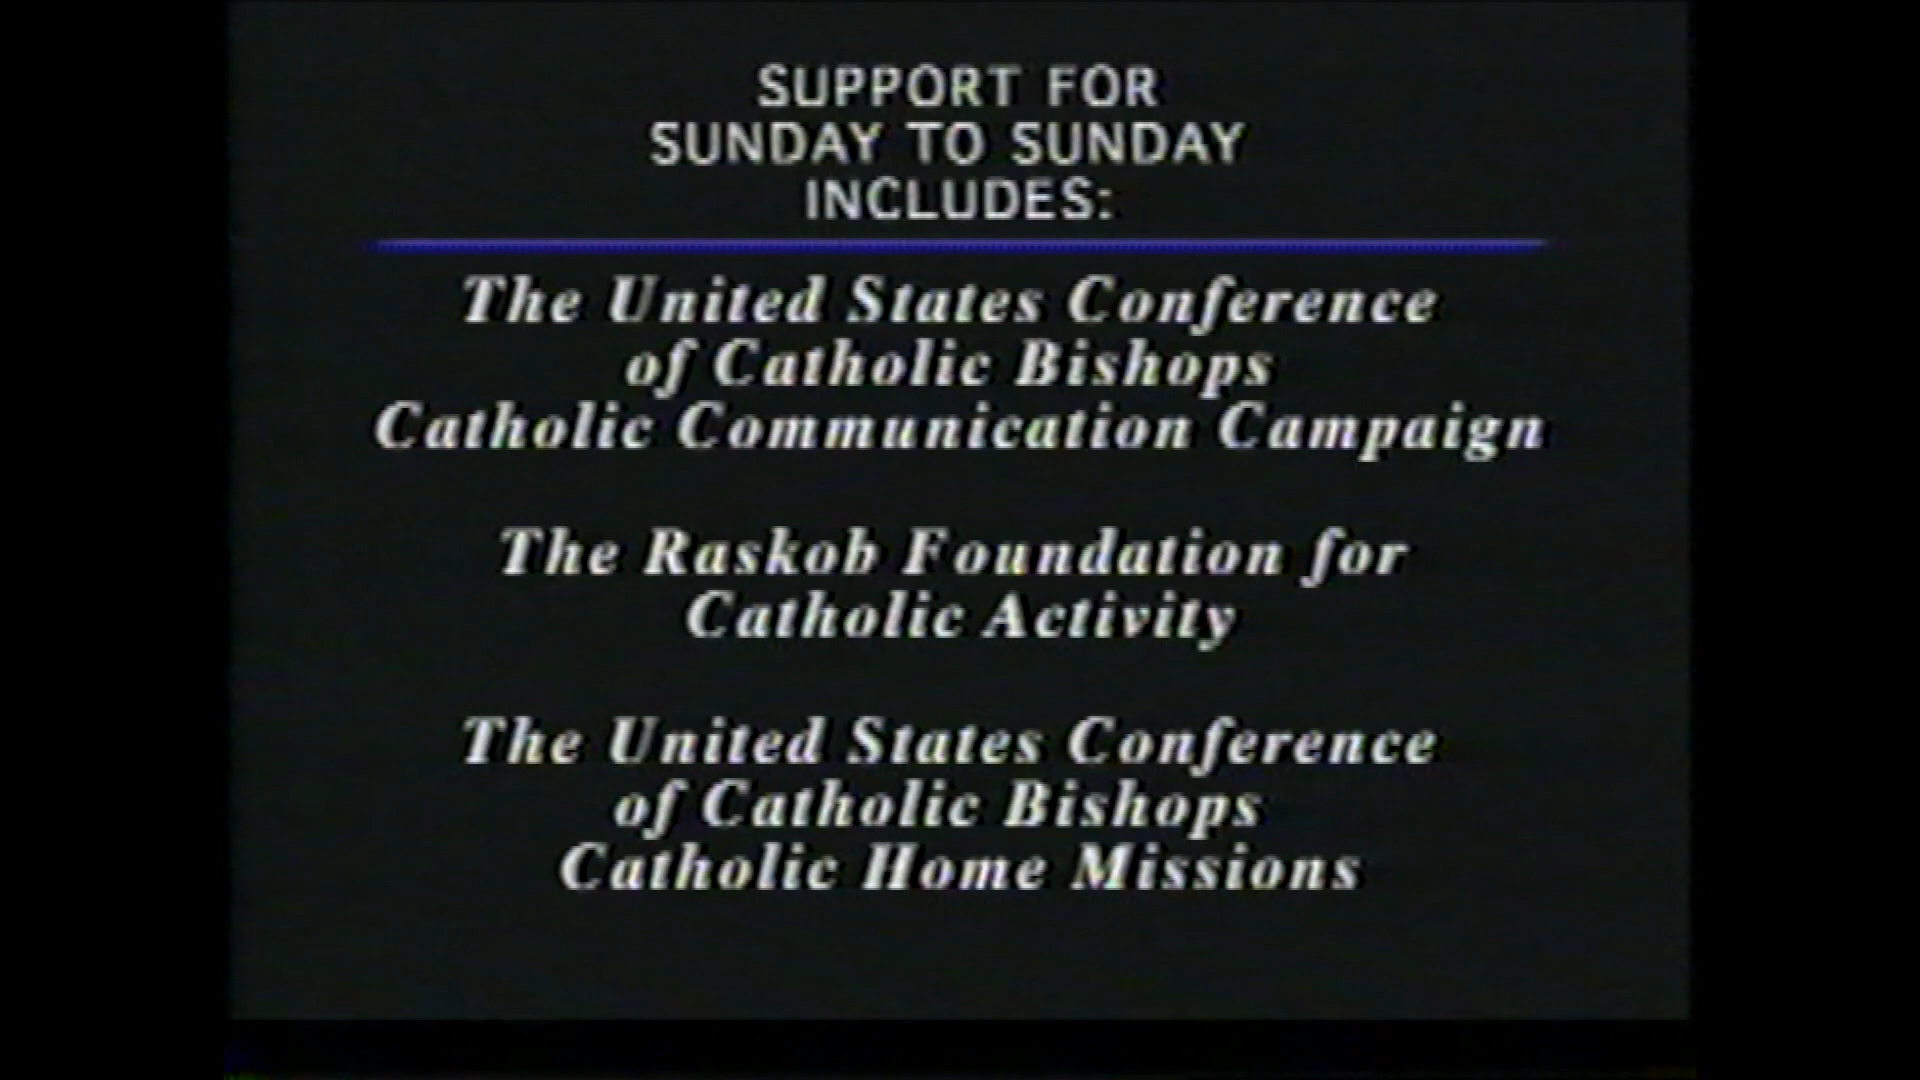 SUPPORT FOR
SUNDAY TO SUNDAY
INCLUDES:
The United States Conference
of Catholic Bishops
Catholic Communication Campaign
The Raskob Foundation for
Catholic Activity
The United States Conference
of Catholic Bishops
Catholic Home Missions